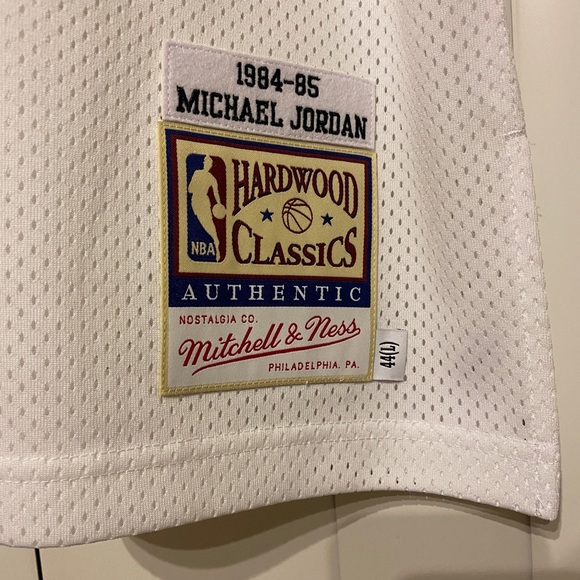 1984-85
MICHAEL JORDAN
NBA
HARDWOOD
CLASSICS
AUTHENTIC
NOSTALGIA CO.
Mitchell & Ness
PHILADELPHIA. PA.
44(L)